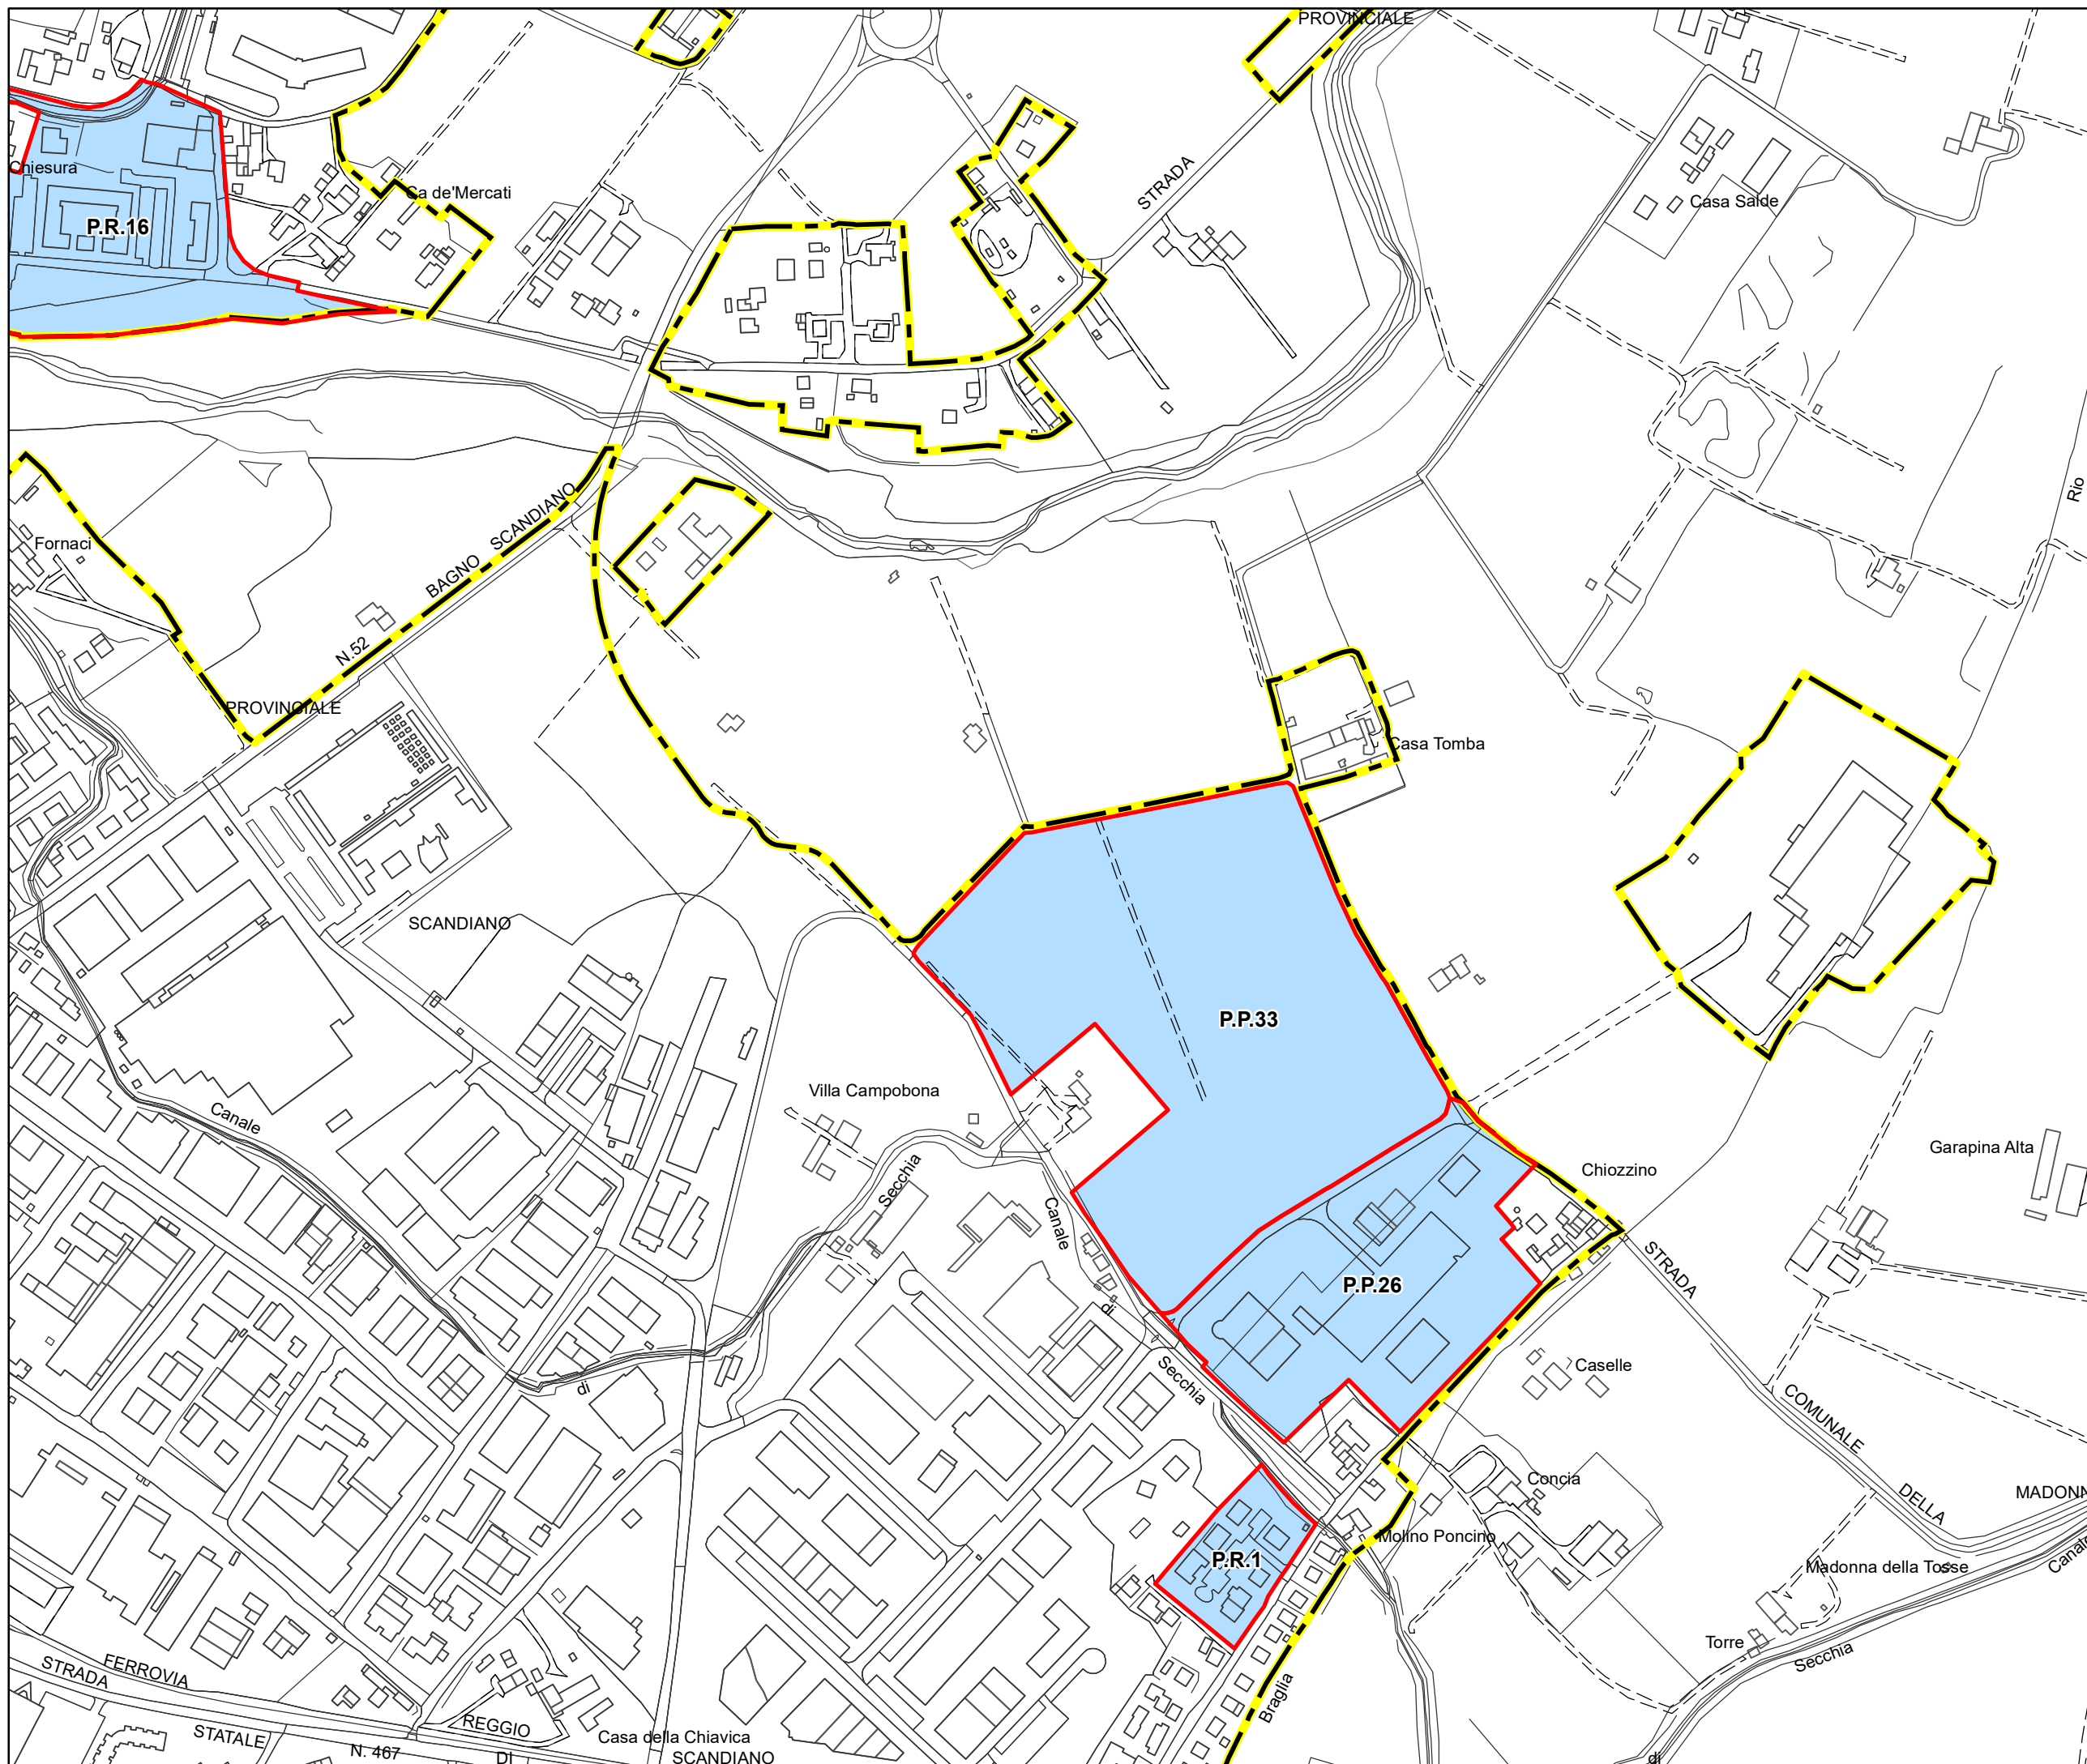 PROVINCIALE
Chiesura
Ca de'Mercati
P.R.16
STRADA
Casa Salde
Rio
Fornaci
BAGNO
SCANDIANO
N.52
PROVINCIALE
Casa Tomba
SCANDIANO
P.P.33
Villa Campobona
Canale
Secchia
Canale
di
Secchia
Chiozzino
Garapina Alta
STRADA
P.P.26
Caselle
COMUNALE
di
Concia
DELLA
MADONN
Molino Poncino
P.R.1
Madonna della Tosse
Canale
Torre
Secchia
di
Braglia
FERROVIA
STRADA
STATALE
REGGIO
N. 467
DI
Casa della Chiavica
SCANDIANO